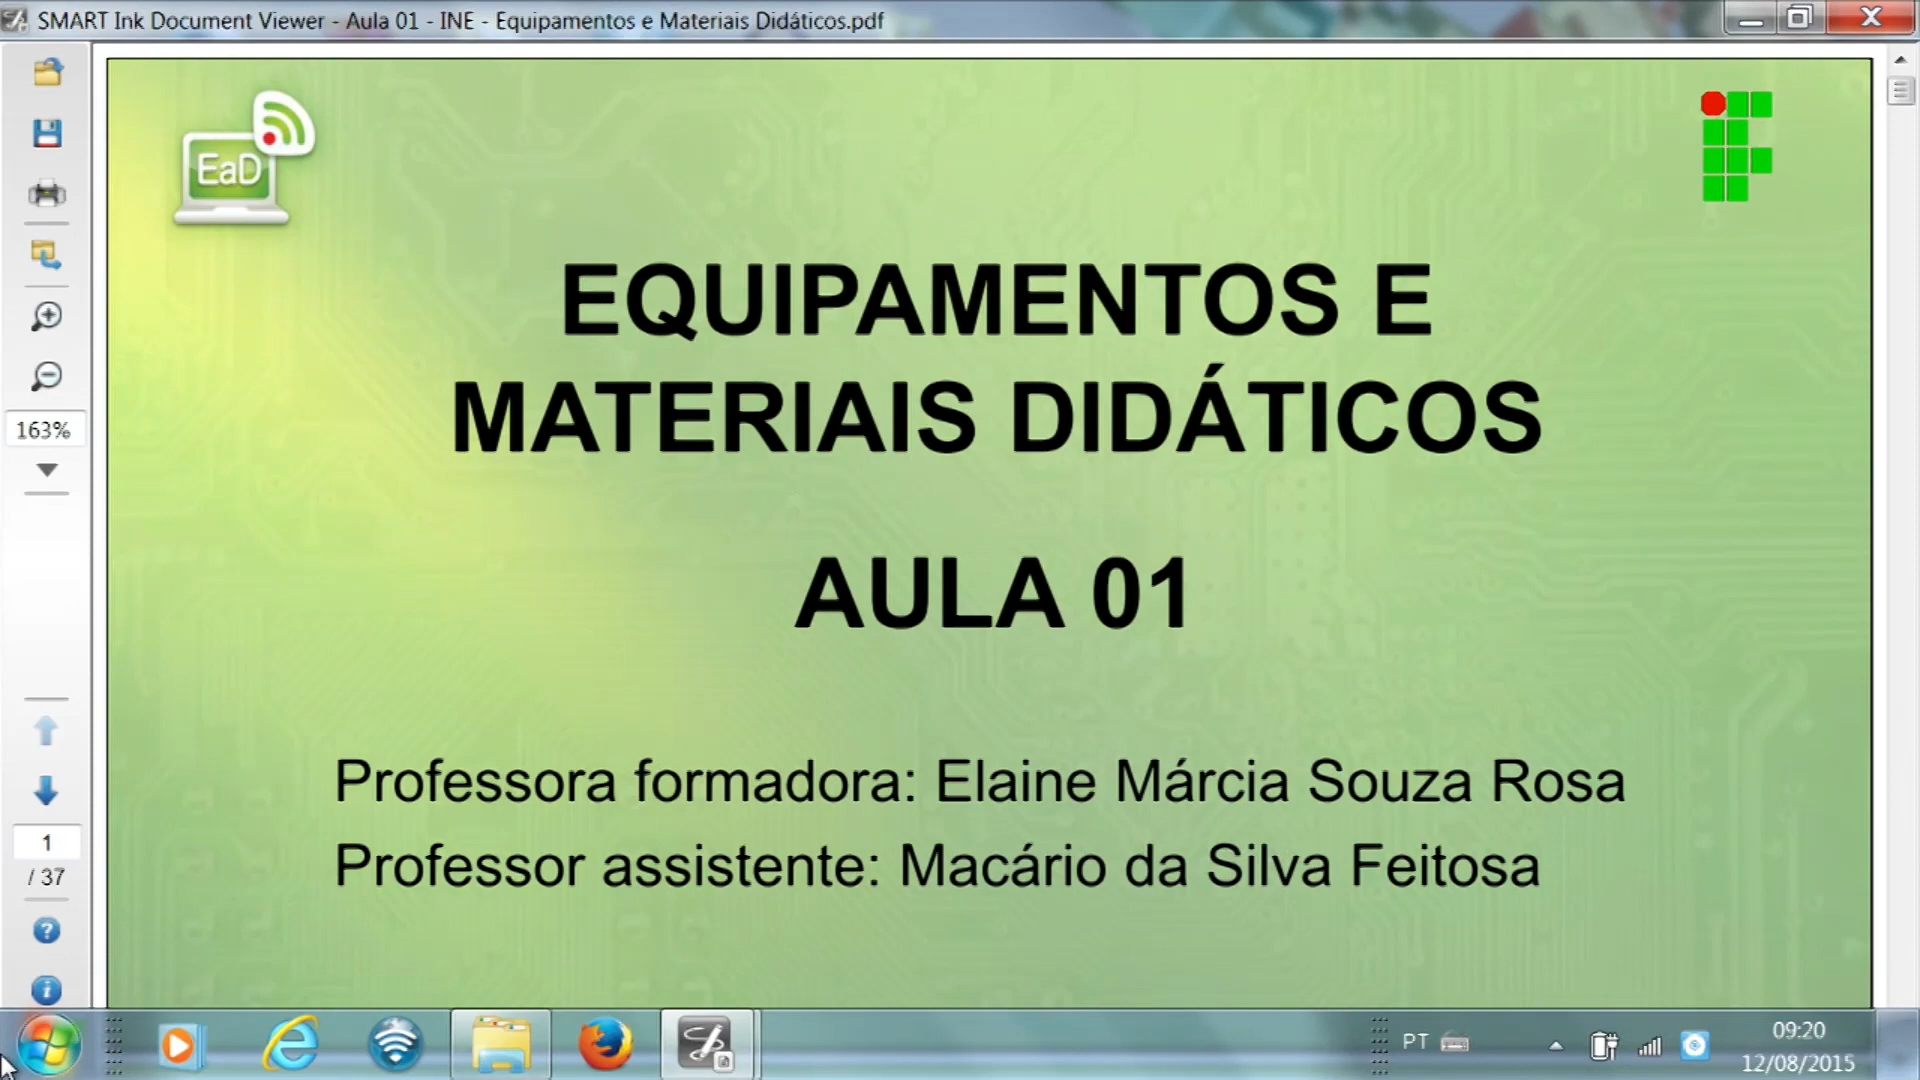 SMART Ink Document Viewer - Aula 01 - INE - Equipamentos e Materiais Didáticos.pdf
EaD
EQUIPAMENTOS E
MATERIAIS DIDÁTICOS
AULA 01
Professora formadora: Elaine Márcia Souza Rosa
Professor assistente: Macário da Silva Feitosa
163%
1
/ 37
PT
09:20
12/08/2015